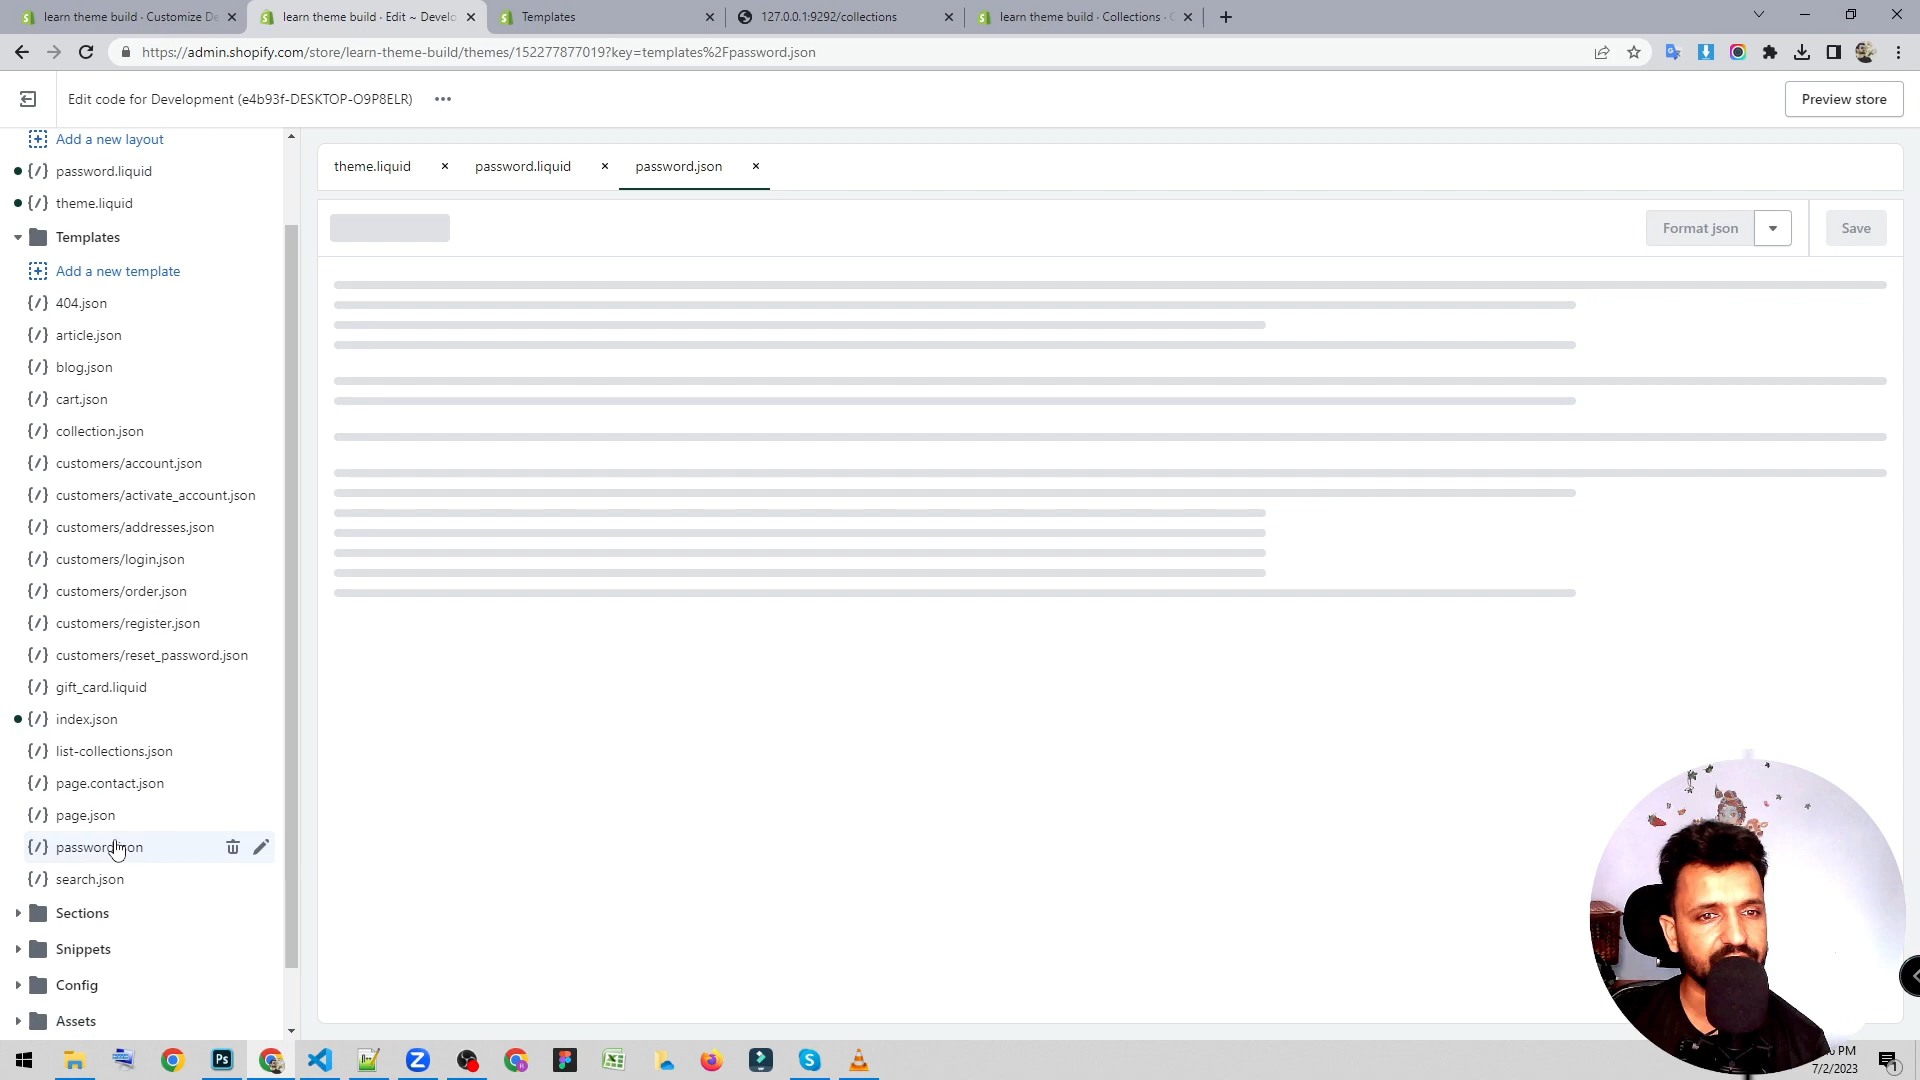 learn theme build · Customize De
learn theme build · Edit ~ Develo
Templates
127.0.0.1:9292/collections
learn theme build · Collections ·
https://admin.shopify.com/store/learn-theme-build/themes/152277877019?key=templates%2Fpassword.json
Edit code for Development (e4b93f-DESKTOP-O9P8ELR)
Preview store
Add a new layout
password.liquid
theme.liquid
Templates
Add a new template
404.json
article.json
blog.json
cart.json
collection.json
customers/account.json
customers/activate_account.json
customers/addresses.json
customers/login.json
customers/order.json
customers/register.json
customers/reset_password.json
gift_card.liquid
index.json
list-collections.json
page.contact.json
page.json
password.json
search.json
Sections
Snippets
Config
Assets
theme.liquid
password.liquid
password.json
Format json
Save
Ps
PM
7/2/2023
1